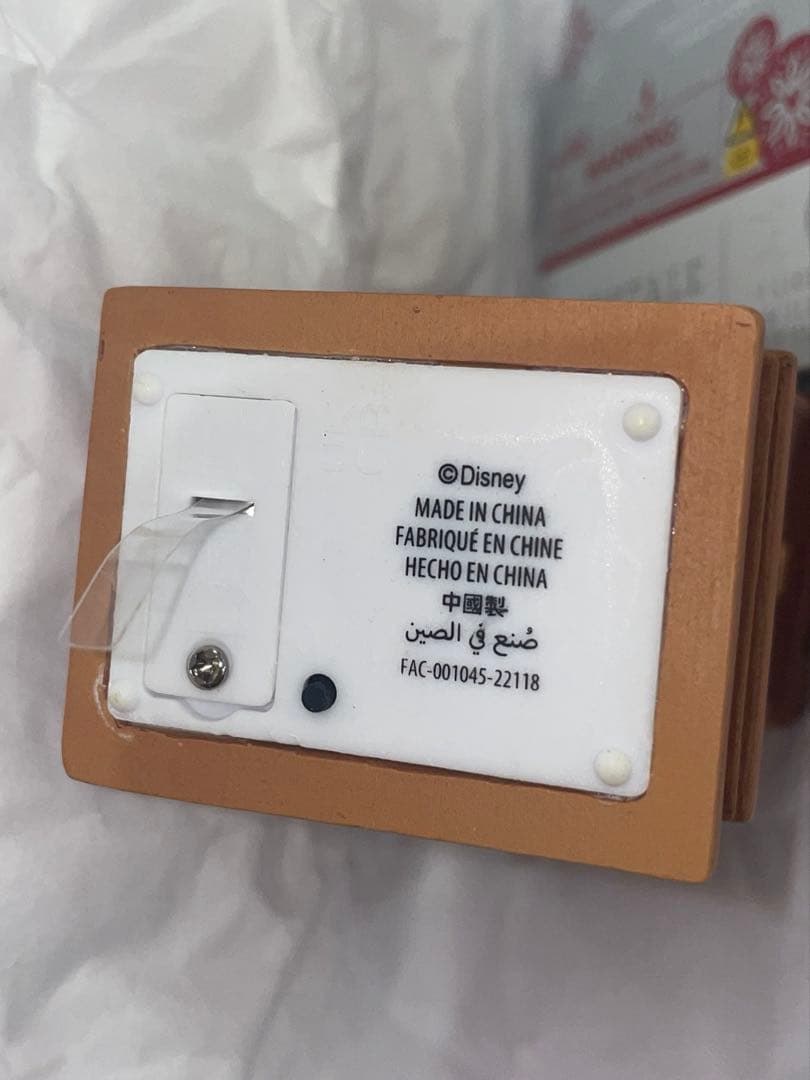 ©Disney
MADE IN CHINA
FABRIQUÉ EN CHINE
HECHO EN CHINA
中國製
صُنع في الصين
FAC-001045-22118
WARNING